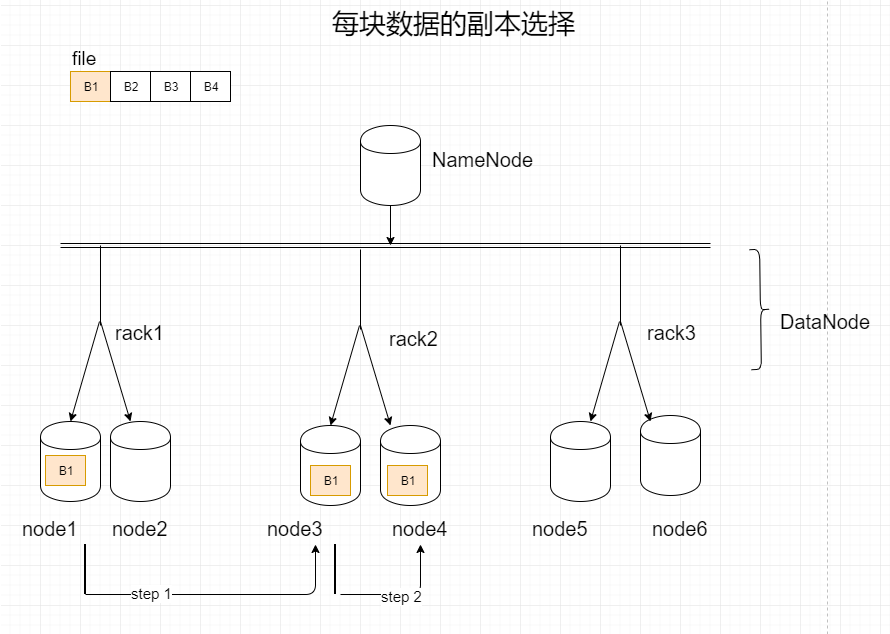 每块数据的副本选择
file
B1 B2 B3 B4
NameNode
DataNode
rack1 rack2 rack3
B1 B1 B1
node1 node2 node3 node4 node5 node6
step 1 step 2